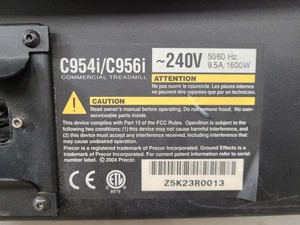 C954i/C956i
COMMERCIAL TREADMILL
~240V 50/60 Hz,
9.5A, 1600W
ATTENTION
Ne pas ouvrir le couvercle. Les pièces internes
ne peuvent pas être réparées par
CAUTION
Read owner's manual before operating. Do not remove hood. No user-
serviceable parts inside.
This device complies with Part 15 of the FCC Rules. Operation is subject to the
following two conditions: (1) this device may not cause harmful interference, and
(2) this device must accept any interference received, including interference that
may cause undesired operation.
Precor is a registered trademark of Precor Incorporated. Ground Effects is a
trademark of Precor Incorporated. For current patent information refer to serial
© 2004 Precor.
Z5K23R0013